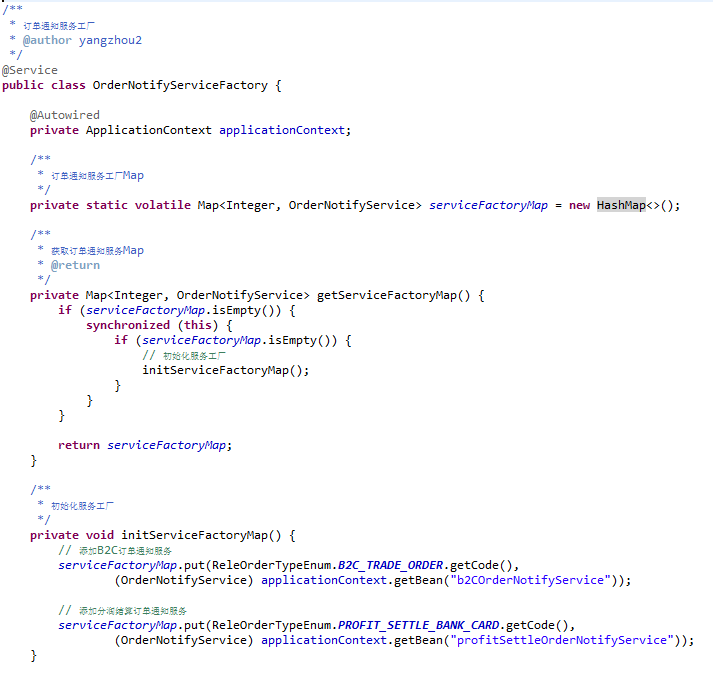 /**
 * 订单通知服务工厂
 * @author yangzhou2
 */
@Service
public class OrderNotifyServiceFactory {
@Autowired
private ApplicationContext applicationContext;
/**
 * 订单通知服务工厂Map
 */
private static volatile Map<Integer, OrderNotifyService> serviceFactoryMap = new HashMap<>();
/**
 * 获取订单通知服务Map
 * @return
 */
private Map<Integer, OrderNotifyService> getServiceFactoryMap() {
if (serviceFactoryMap.isEmpty()) {
synchronized (this) {
if (serviceFactoryMap.isEmpty()) {
// 初始化服务工厂
initServiceFactoryMap();
}
}
}
return serviceFactoryMap;
}
/**
 * 初始化服务工厂
 */
private void initServiceFactoryMap() {
// 添加B2C订单通知服务
serviceFactoryMap.put(ReleOrderTypeEnum.B2C_TRADE_ORDER.getCode(),
(OrderNotifyService) applicationContext.getBean("b2COrderNotifyService"));
// 添加分润结算订单通知服务
serviceFactoryMap.put(ReleOrderTypeEnum.PROFIT_SETTLE_BANK_CARD.getCode(),
(OrderNotifyService) applicationContext.getBean("profitSettleOrderNotifyService"));
}